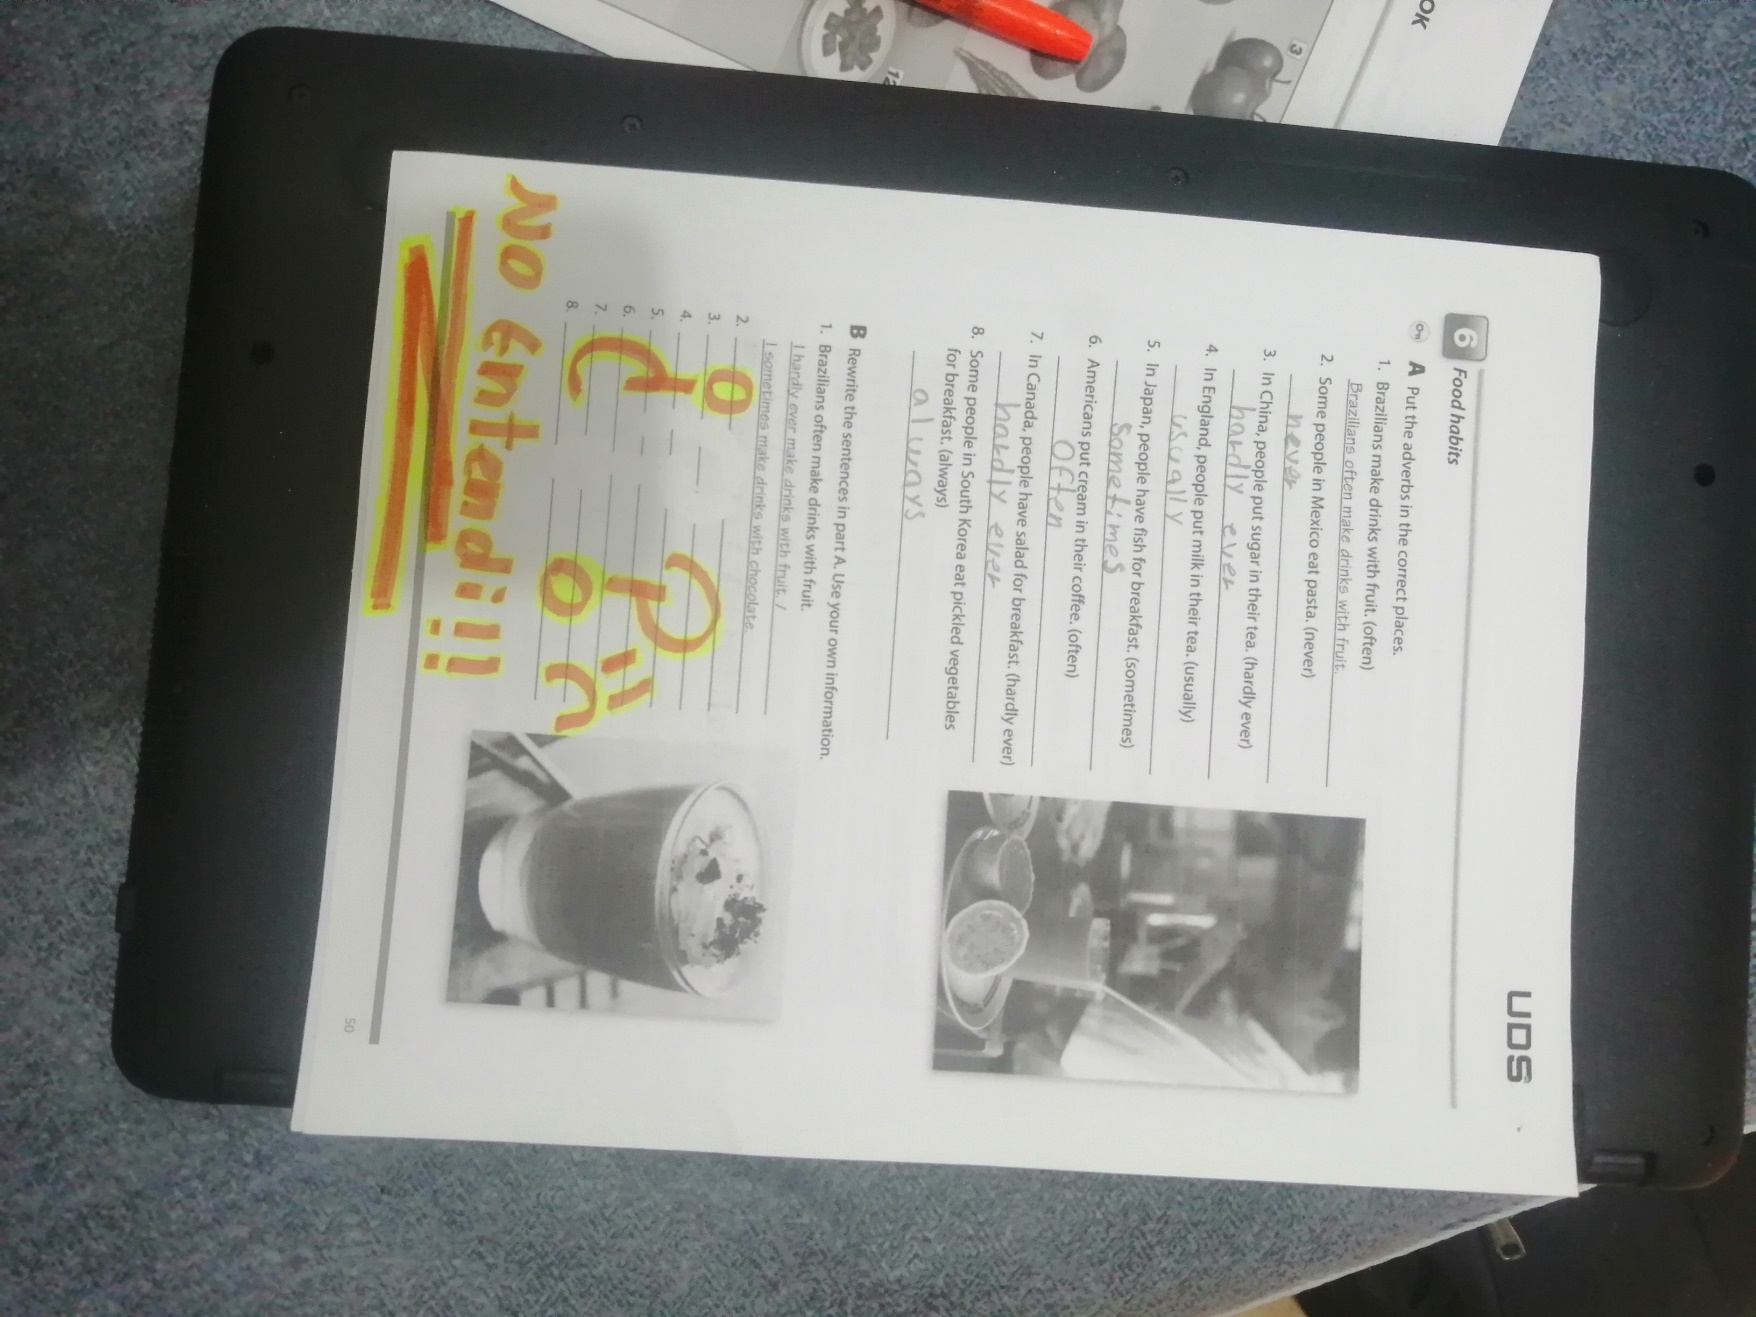 OK
3
12
UDS
6 Food habits
A Put the adverbs in the correct places.
1. Brazilians make drinks with fruit. (often)
Brazilians often make drinks with fruit.
2. Some people in Mexico eat pasta. (never)
never
3. In China, people put sugar in their tea. (hardly ever)
hardly ever
4. In England, people put milk in their tea. (usually)
usually
5. In Japan, people have fish for breakfast. (sometimes)
sometimes
6. Americans put cream in their coffee. (often)
Often
7. In Canada, people have salad for breakfast. (hardly ever)
hardly ever
8. Some people in South Korea eat pickled vegetables
for breakfast. (always)
always
B Rewrite the sentences in part A. Use your own information.
1. Brazilians often make drinks with fruit.
I hardly ever make drinks with fruit. /
I sometimes make drinks with chocolate.
2.
3.
4.
5.
6.
7.
8.
No Entendi!!
50